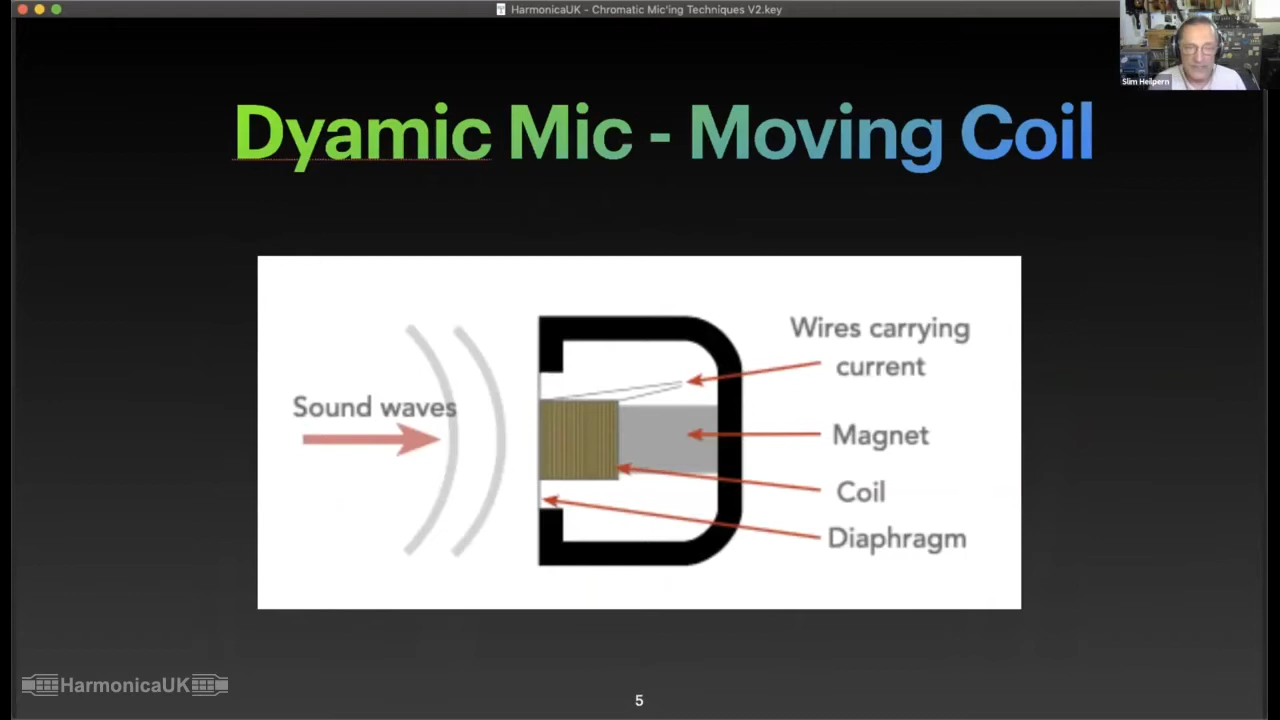 HarmonicaUK - Chromatic Mic'ing Techniques V2.key
Slim Heilpern
Dyamic Mic - Moving Coil
Wires carrying
current
Sound waves
Magnet
Coil
Diaphragm
HarmonicaUK
5